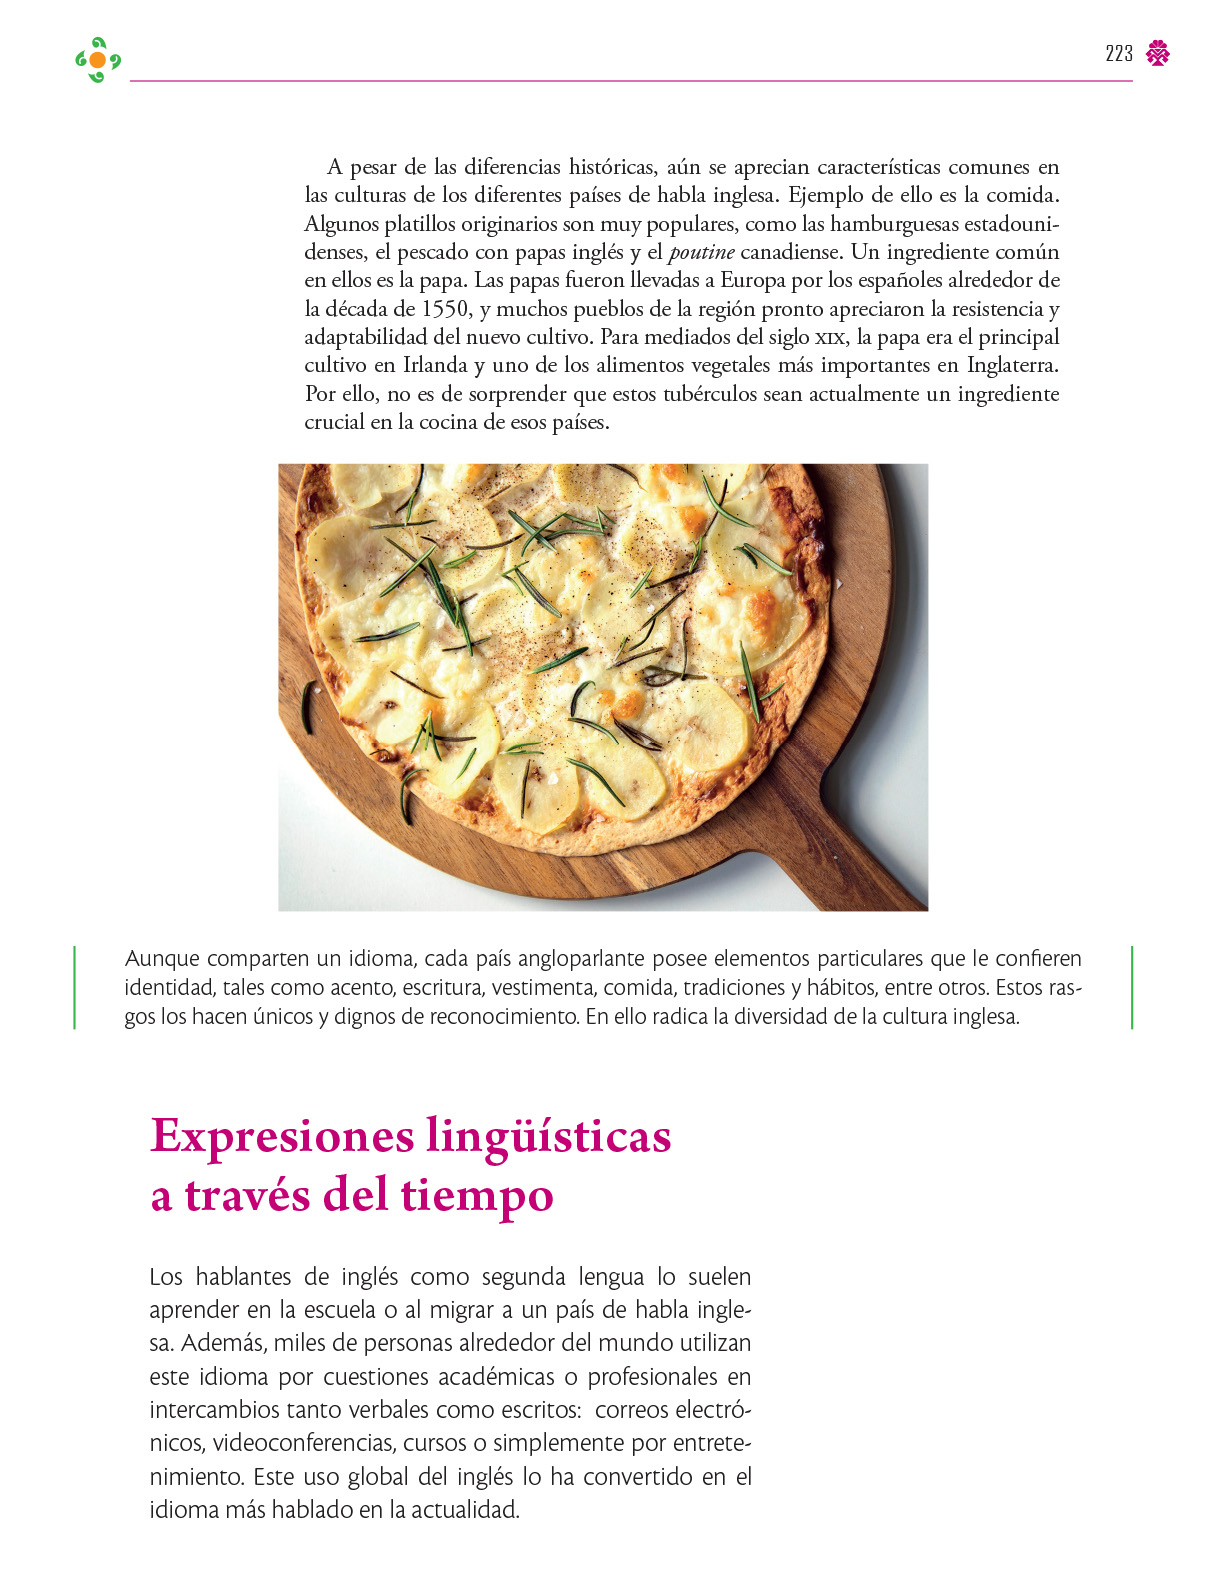 223
A pesar de las diferencias históricas, aún se aprecian características comunes en
las culturas de los diferentes países de habla inglesa. Ejemplo de ello es la comida.
Algunos platillos originarios son muy populares, como las hamburguesas estadouni-
denses, el pescado con papas inglés y el poutine canadiense. Un ingrediente común
en ellos es la papa. Las papas fueron llevadas a Europa por los españoles alrededor de
la década de 1550, y muchos pueblos de la región pronto apreciaron la resistencia y
adaptabilidad del nuevo cultivo. Para mediados del siglo XIX, la papa era el principal
cultivo en Irlanda y uno de los alimentos vegetales más importantes en Inglaterra.
Por ello, no es de sorprender que estos tubérculos sean actualmente un ingrediente
crucial en la cocina de esos países.
Aunque comparten un idioma, cada país angloparlante posee elementos particulares que le confieren
identidad, tales como acento, escritura, vestimenta, comida, tradiciones y hábitos, entre otros. Estos ras-
gos los hacen únicos y dignos de reconocimiento. En ello radica la diversidad de la cultura inglesa.
Expresiones lingüísticas
a través del tiempo
Los hablantes de inglés como segunda lengua lo suelen
aprender en la escuela o al migrar a un país de habla ingle-
sa. Además, miles de personas alrededor del mundo utilizan
este idioma por cuestiones académicas o profesionales en
intercambios tanto verbales como escritos: correos electró-
nicos, videoconferencias, cursos o simplemente por entrete-
nimiento. Este uso global del inglés lo ha convertido en el
idioma más hablado en la actualidad.